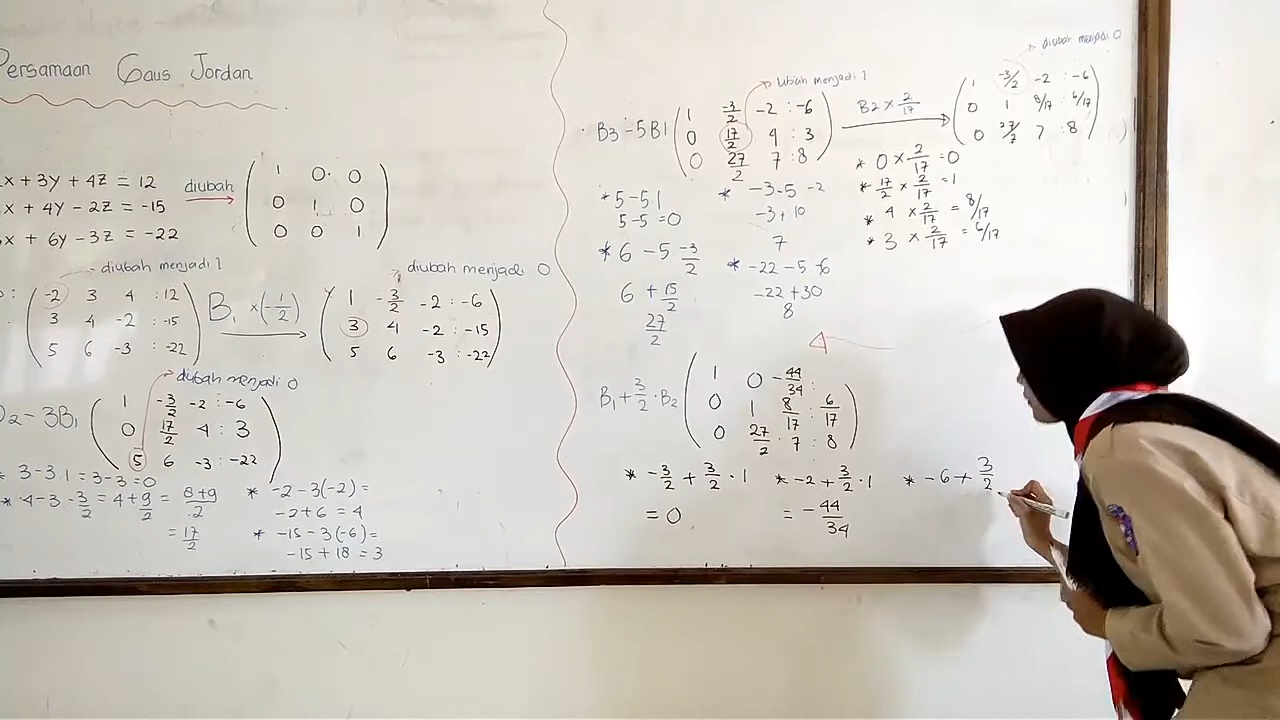 Persamaan Gaus Jordan
x + 3y + 4z = 12
x + 4y - 2z = -15
x + 6y - 3z = -22
diubah
1 0 0
0 1 0
0 0 1
diubah menjadi 1
-2 3 4 : 12
3 4 -2 : -15
5 6 -3 : -22
B₁ × (-1/2)
diubah menjadi 0
1 -3/2 -2 : -6
3 4 -2 : -15
5 6 -3 : -22
diubah menjadi 0
2 - 3B₁
1 -3/2 -2 : -6
0 17/2 4 : 3
5 6 -3 : -22
3 - 3.1 = 3-3 = 0
* 4-3.-3/2 = 4+9/2 = 8+9/2
= 17/2
* -2 -3(-2) =
-2+6 = 4
* -15 -3(-6) =
-15+18 = 3
B3 - 5B1
Ubah menjadi 1
1 -3/2 -2 : -6
0 17/2 4 : 3
0 27/2 7 : 8
B2 × 2/17
diubah menjadi 0
1 -3/2 -2 : -6
0 1 8/17 : 6/17
0 27/2 7 : 8
* 5-5.1
5-5 = 0
* 6 - 5 -3/2
6 + 15/2
27/2
* -3-5 -2
-3+10
7
* -22-5-6
-22+30
8
* 0 × 2/17 = 0
* 17/2 × 2/17 = 1
* 4 × 2/17 = 8/17
* 3 × 2/17 = 6/17
B₁ + 3/2 . B₂
1 0 -44/34 :
0 1 8/17 : 6/17
0 27/2 7 : 8
* -3/2 + 3/2 . 1
= 0
* -2 + 3/2 . 1
= -44/34
* -6 + 3/2